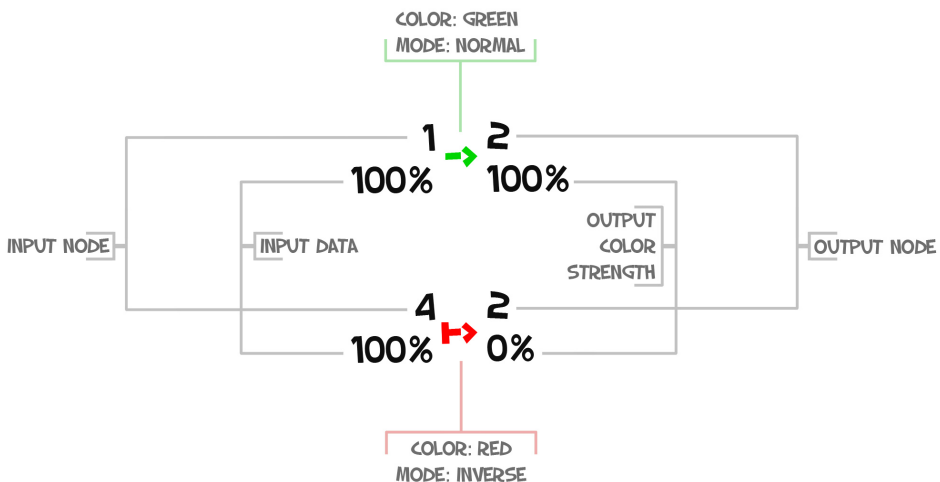 COLOR: GREEN
MODE: NORMAL
1 2
100% 100%
INPUT NODE
INPUT DATA
OUTPUT
COLOR
STRENGTH
OUTPUT NODE
4 2
100% 0%
COLOR: RED
MODE: INVERSE